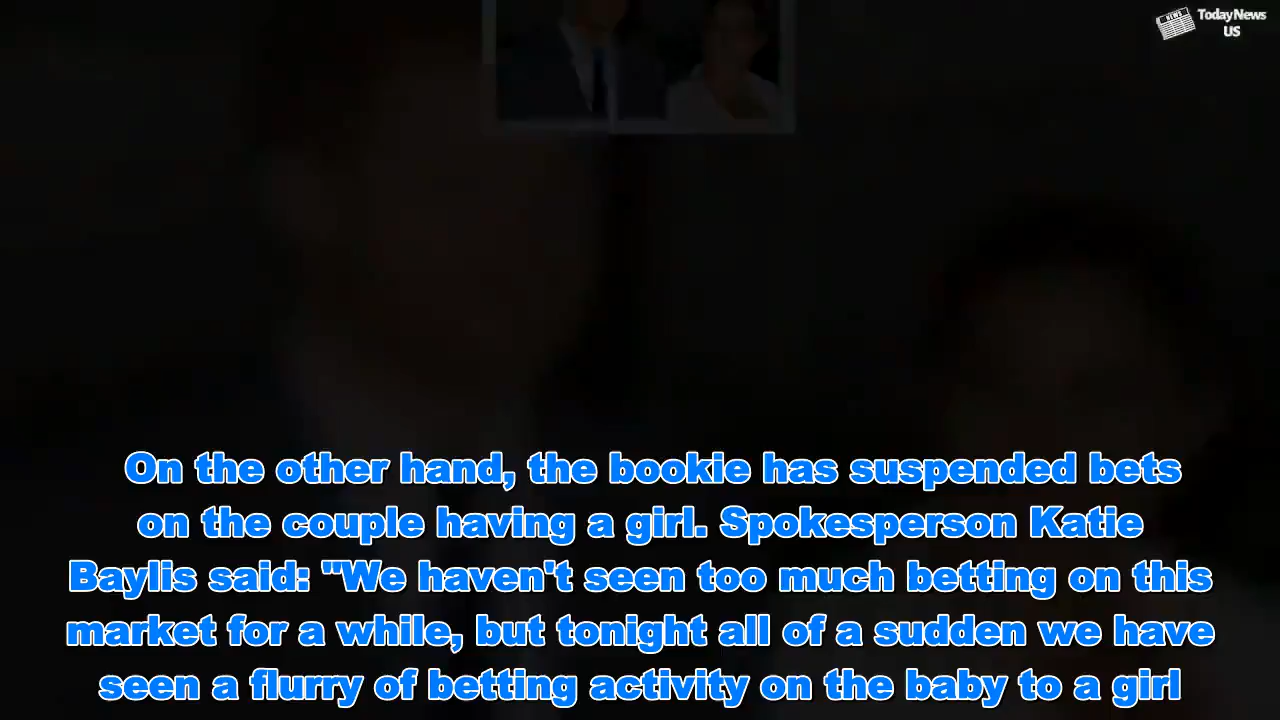 NEWS
TodayNews
US
On the other hand, the bookie has suspended bets
on the couple having a girl. Spokesperson Katie
Baylis said: "We haven't seen too much betting on this
market for a while, but tonight all of a sudden we have
seen a flurry of betting activity on the baby to a girl